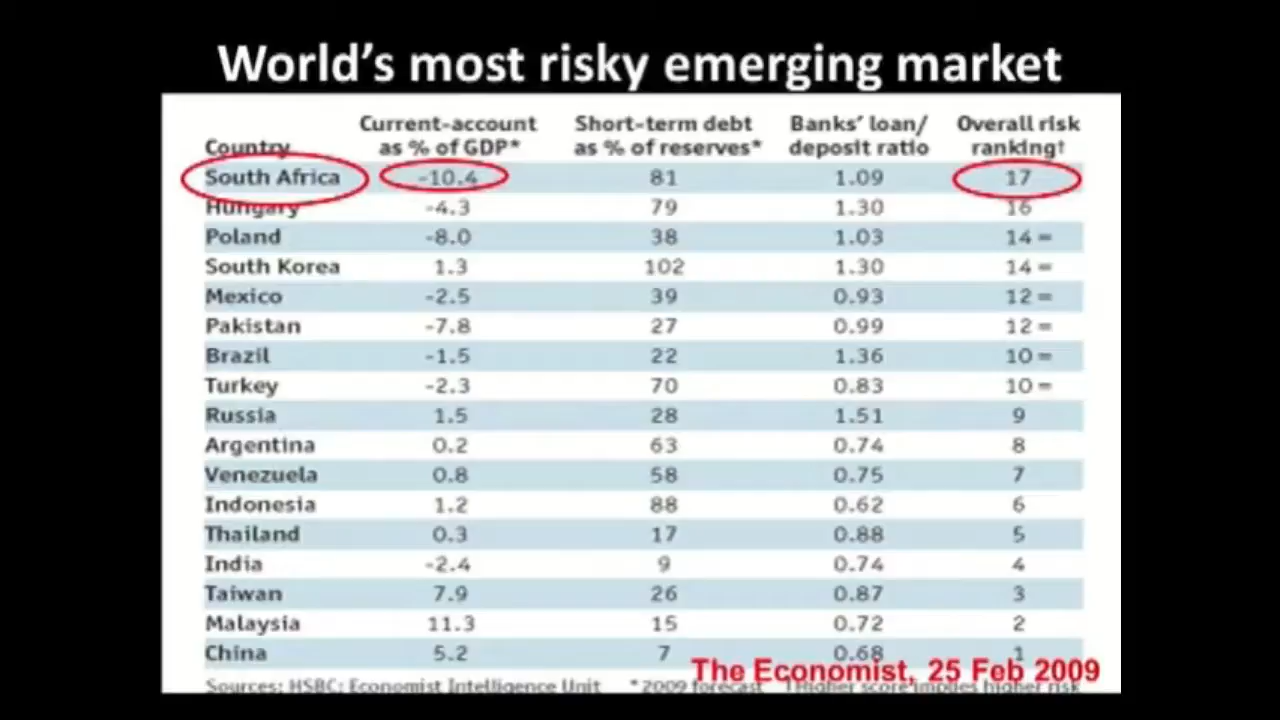 World's most risky emerging market
Country Current-account as % of GDP* Short-term debt as % of reserves* Banks' loan/ deposit ratio Overall risk ranking†
South Africa -10.4 81 1.09 17
Hungary -4.3 79 1.30 16
Poland -8.0 38 1.03 14=
South Korea 1.3 102 1.30 14=
Mexico -2.5 39 0.93 12=
Pakistan -7.8 27 0.99 12=
Brazil -1.5 22 1.36 10=
Turkey -2.3 70 0.83 10=
Russia 1.5 28 1.51 9
Argentina 0.2 63 0.74 8
Venezuela 0.8 58 0.75 7
Indonesia 1.2 88 0.62 6
Thailand 0.3 17 0.88 5
India -2.4 9 0.74 4
Taiwan 7.9 26 0.87 3
Malaysia 11.3 15 0.72 2
China 5.2 7 0.68 1
The Economist, 25 Feb 2009
Sources: HSBC; Economist Intelligence Unit *2009 forecast †Higher score implies higher risk